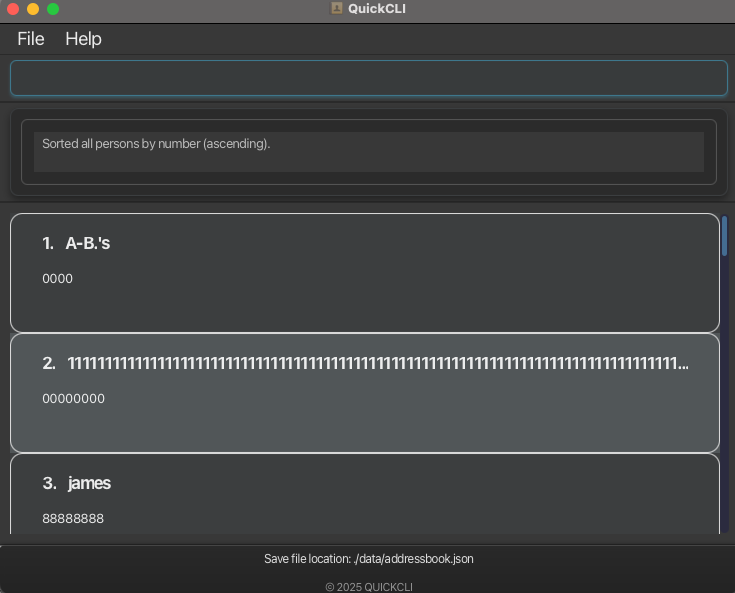 QuickCLI
File Help
Sorted all persons by number (ascending).
1. A-B.'s
0000
2. 1111111111111111111111111111111111111111111111111111111111111111111111111111111111...
00000000
3. james
88888888
Save file location: ./data/addressbook.json
© 2025 QUICKCLI